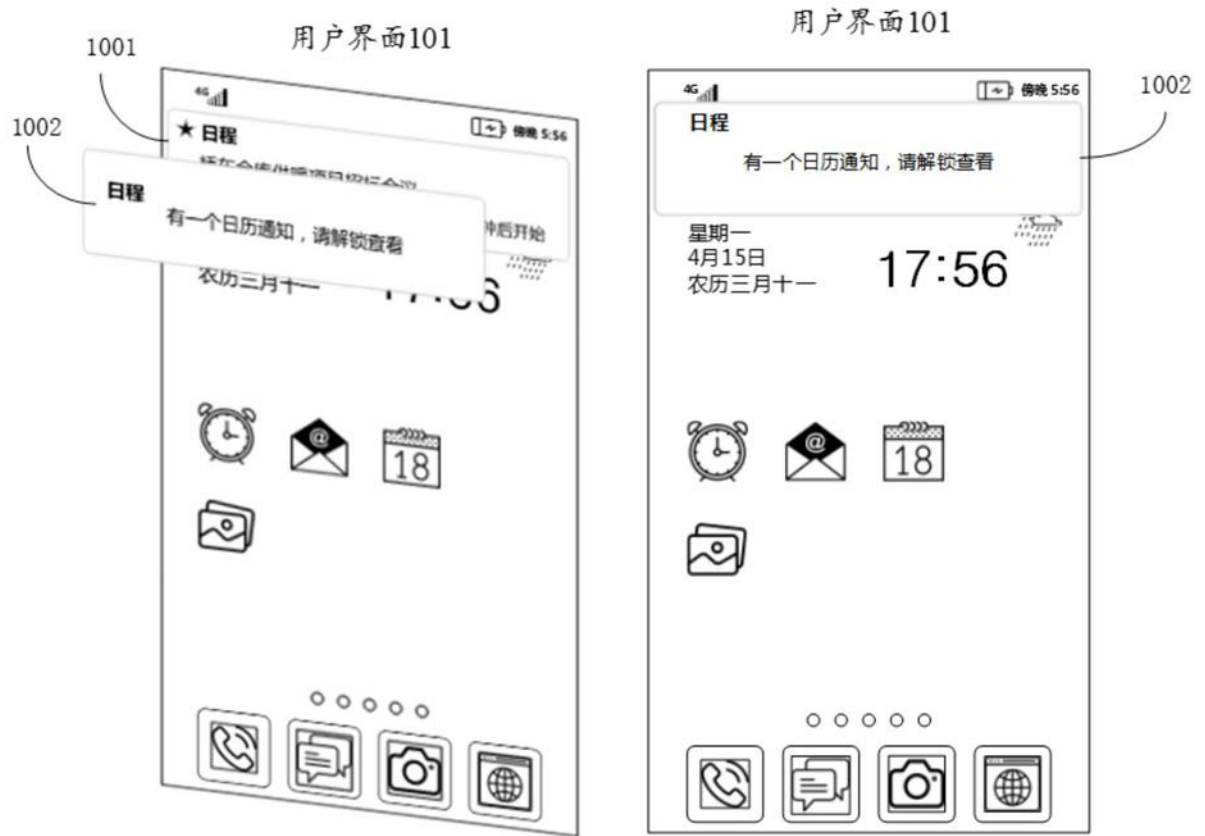 用户界面101
1001
1002
4G
傍晚 5:56
★ 日程
钟后开始
日程
有一个日历通知，请解锁查看
农历三月十一
17:56
@
18
用户界面101
1002
4G
傍晚 5:56
日程
有一个日历通知，请解锁查看
星期一
4月15日
农历三月十一
17:56
@
18